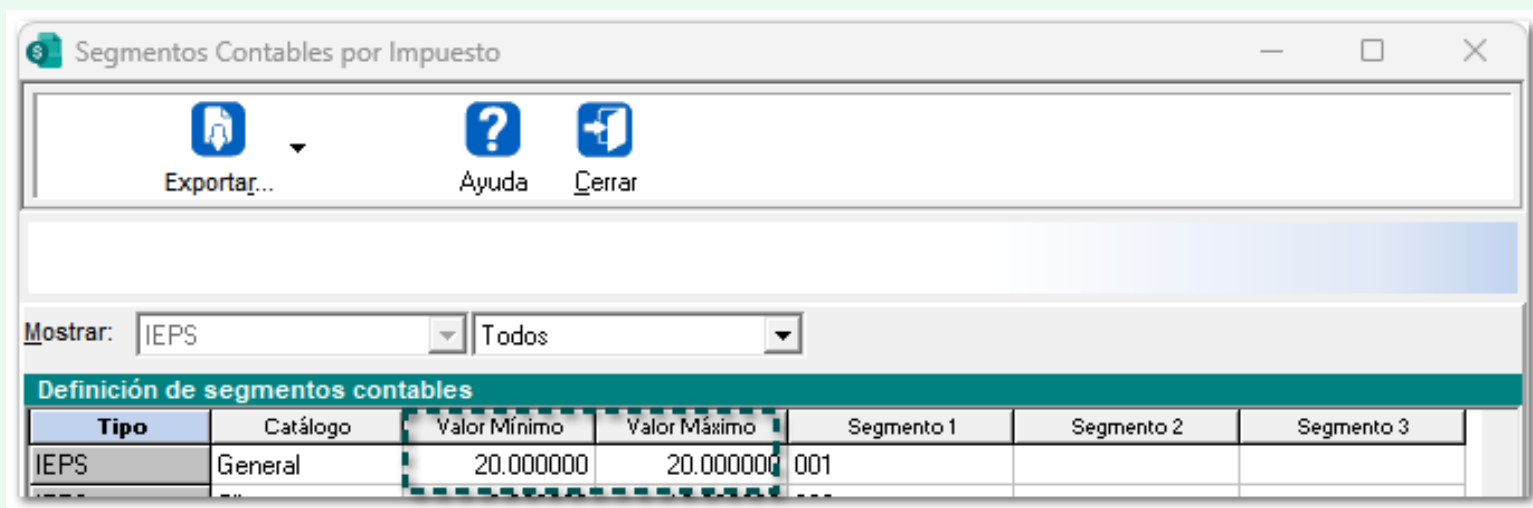 Segmentos Contables por Impuesto
Exportar...
Ayuda
Cerrar
Mostrar: IEPS Todos
Definición de segmentos contables
Tipo Catálogo Valor Mínimo Valor Máximo Segmento 1 Segmento 2 Segmento 3
IEPS General 20.000000 20.000000 001